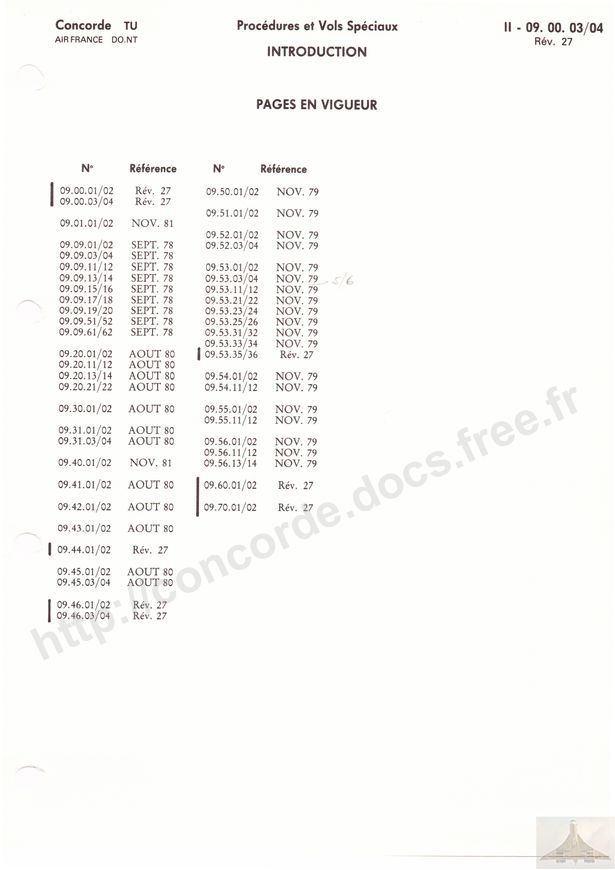 Concorde TU
AIR FRANCE DO.NT
Procédures et Vols Spéciaux
INTRODUCTION
II - 09. 00. 03/04
Rév. 27
PAGES EN VIGUEUR
N° Référence
09.00.01/02 Rév. 27
09.00.03/04 Rév. 27
09.01.01/02 NOV. 81
09.09.01/02 SEPT. 78
09.09.03/04 SEPT. 78
09.09.11/12 SEPT. 78
09.09.13/14 SEPT. 78
09.09.15/16 SEPT. 78
09.09.17/18 SEPT. 78
09.09.19/20 SEPT. 78
09.09.51/52 SEPT. 78
09.09.61/62 SEPT. 78
09.20.01/02 AOUT 80
09.20.11/12 AOUT 80
09.20.13/14 AOUT 80
09.20.21/22 AOUT 80
09.30.01/02 AOUT 80
09.31.01/02 AOUT 80
09.31.03/04 AOUT 80
09.40.01/02 NOV. 81
09.41.01/02 AOUT 80
09.42.01/02 AOUT 80
09.43.01/02 AOUT 80
09.44.01/02 Rév. 27
09.45.01/02 AOUT 80
09.45.03/04 AOUT 80
09.46.01/02 Rév. 27
09.46.03/04 Rév. 27
N° Référence
09.50.01/02 NOV. 79
09.51.01/02 NOV. 79
09.52.01/02 NOV. 79
09.52.03/04 NOV. 79
09.53.01/02 NOV. 79
09.53.03/04 NOV. 79 - 5/6
09.53.11/12 NOV. 79
09.53.21/22 NOV. 79
09.53.23/24 NOV. 79
09.53.25/26 NOV. 79
09.53.31/32 NOV. 79
09.53.33/34 NOV. 79
09.53.35/36 Rév. 27
09.54.01/02 NOV. 79
09.54.11/12 NOV. 79
09.55.01/02 NOV. 79
09.55.11/12 NOV. 79
09.56.01/02 NOV. 79
09.56.11/12 NOV. 79
09.56.13/14 NOV. 79
09.60.01/02 Rév. 27
09.70.01/02 Rév. 27
http://concorde.docs.free.fr